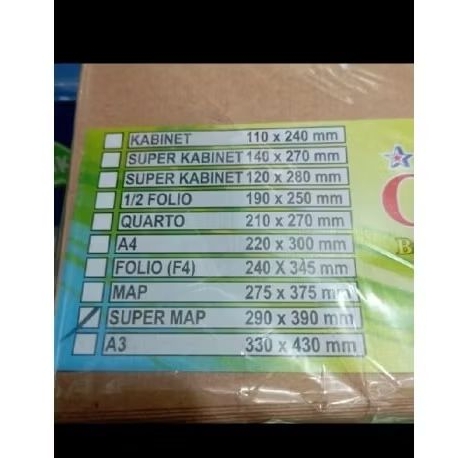 KABINET 110 x 240 mm
SUPER KABINET 140 x 270 mm
SUPER KABINET 120 x 280 mm
1/2 FOLIO 190 x 250 mm
QUARTO 210 x 270 mm
A4 220 x 300 mm
FOLIO (F4) 240 X 345 mm
MAP 275 x 375 mm
SUPER MAP 290 x 390 mm
A3 330 x 430 mm